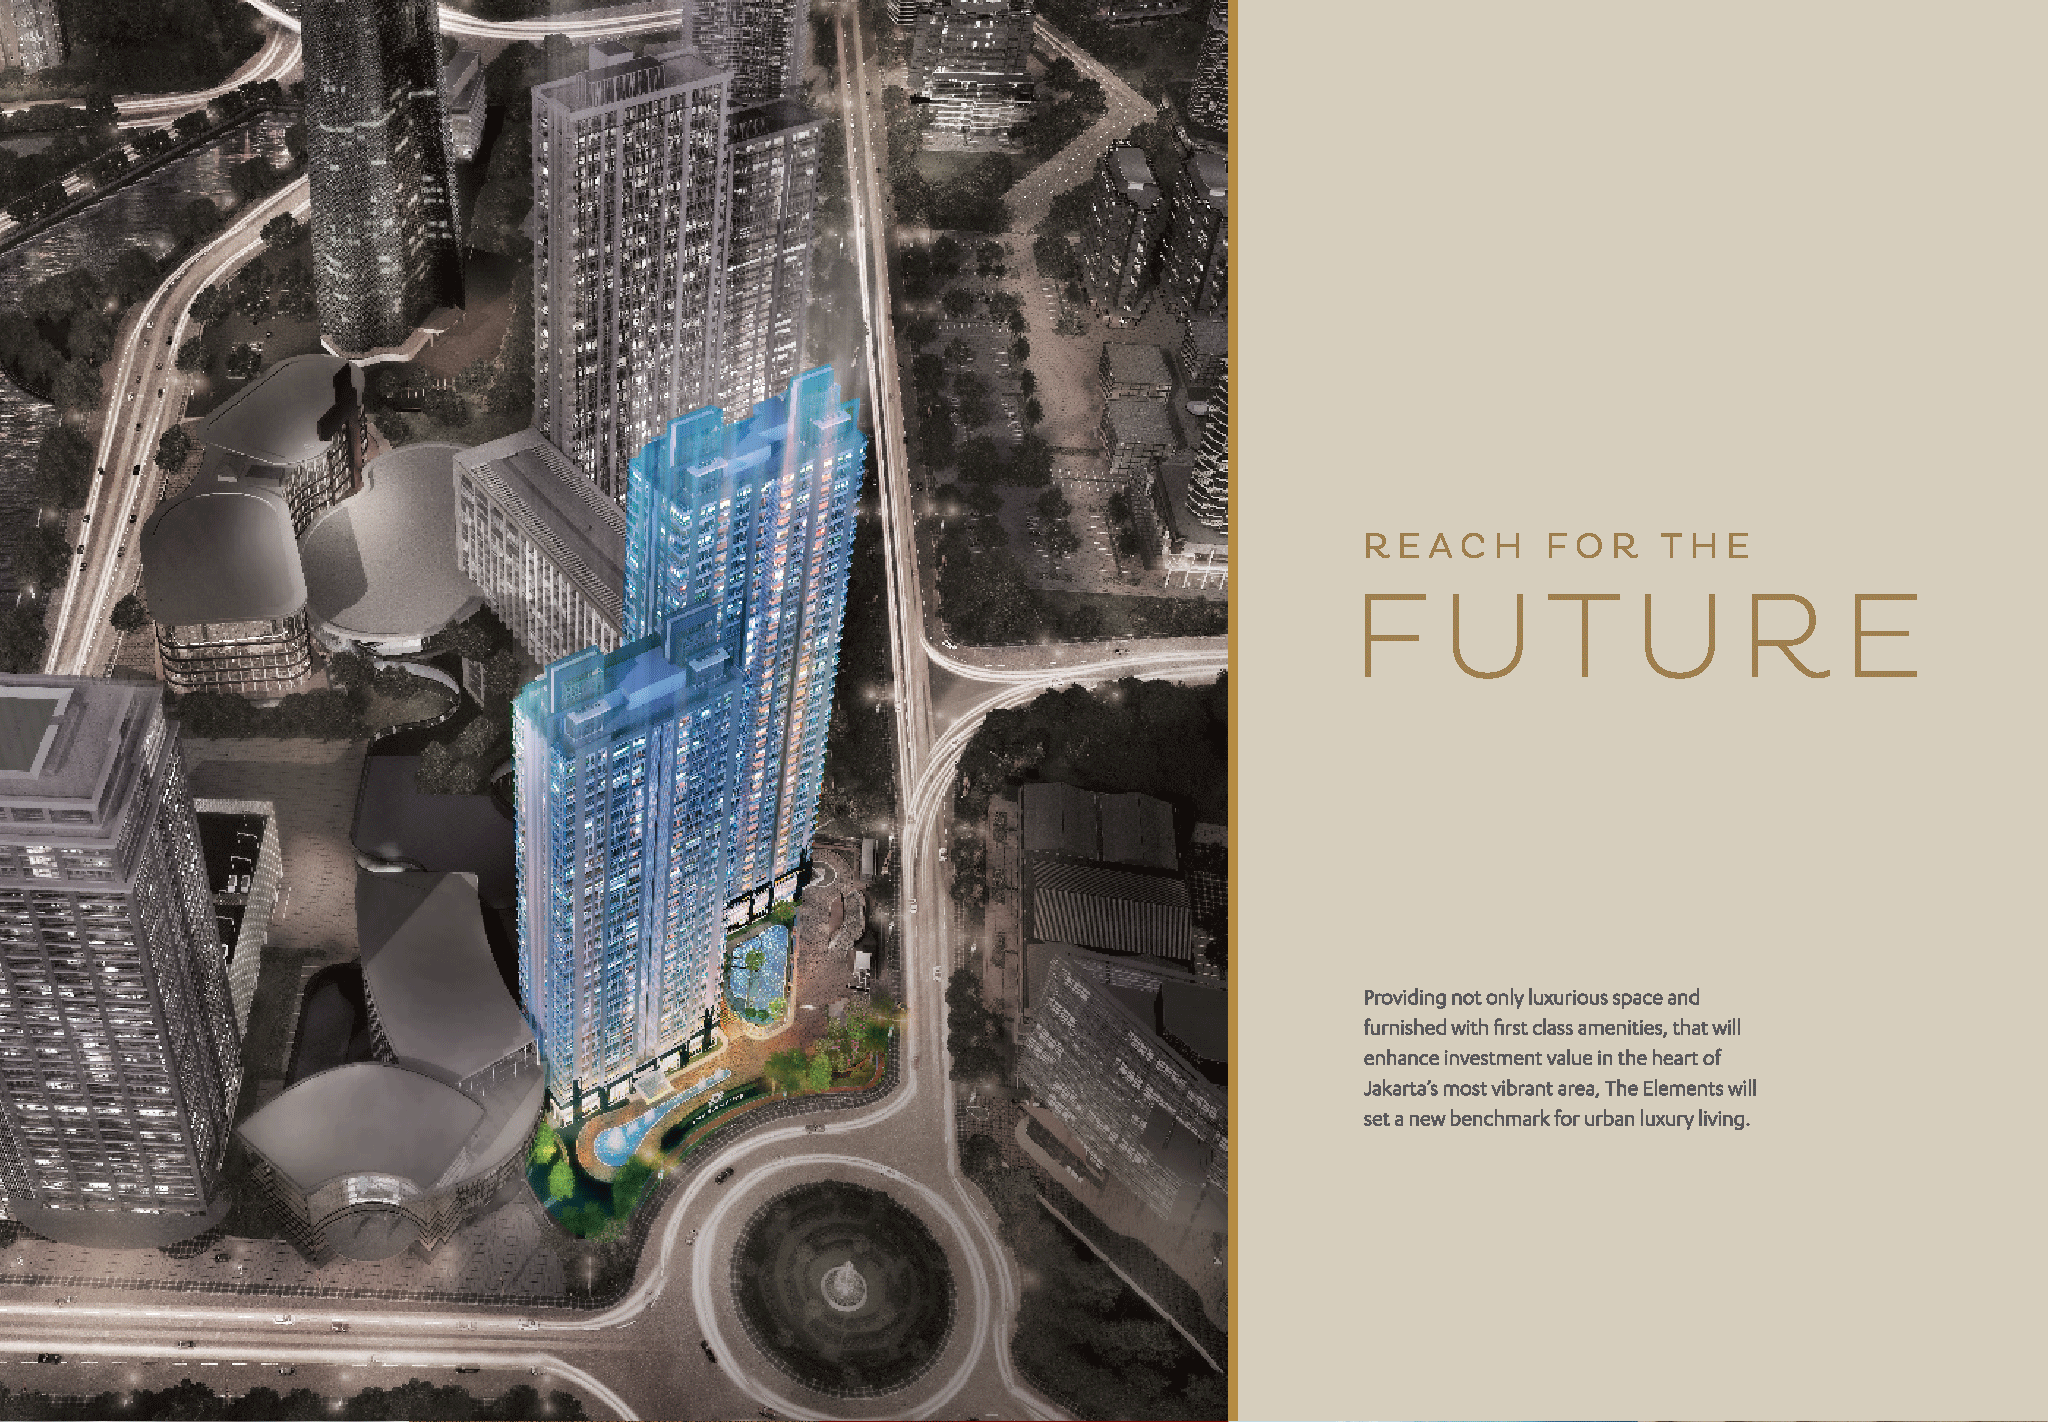 REACH FOR THE
FUTURE
Providing not only luxurious space and
furnished with first class amenities, that will
enhance investment value in the heart of
Jakarta’s most vibrant area, The Elements will
set a new benchmark for urban luxury living.